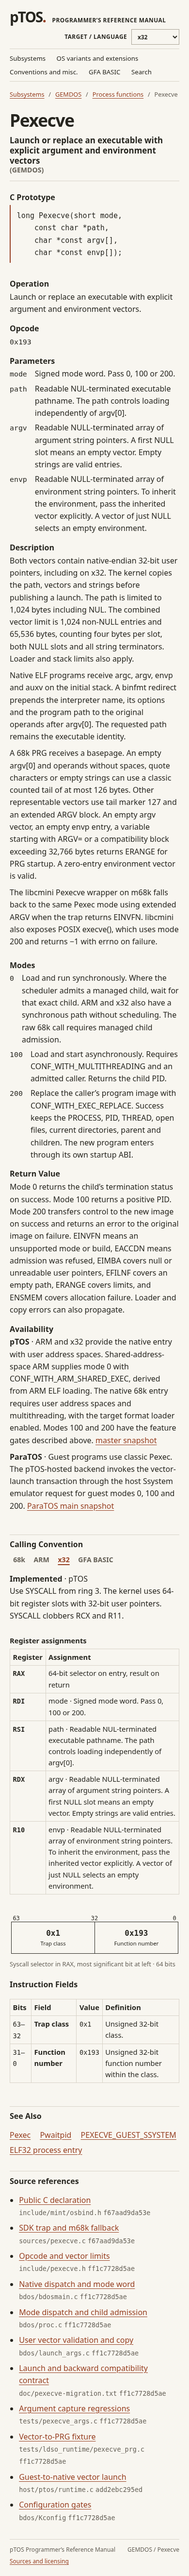 pTOS. PROGRAMMER'S REFERENCE MANUAL
TARGET / LANGUAGE x32
Subsystems OS variants and extensions
Conventions and misc. GFA BASIC Search
Subsystems / GEMDOS / Process functions / Pexecve
Pexecve
Launch or replace an executable with
explicit argument and environment
vectors
(GEMDOS)
C Prototype
long Pexecve(short mode,
const char *path,
char *const argv[],
char *const envp[]);
Operation
Launch or replace an executable with explicit
argument and environment vectors.
Opcode
0x193
Parameters
mode Signed mode word. Pass 0, 100 or 200.
path Readable NUL-terminated executable
pathname. The path controls loading
independently of argv[0].
argv Readable NULL-terminated array of
argument string pointers. A first NULL
slot means an empty vector. Empty
strings are valid entries.
envp Readable NULL-terminated array of
environment string pointers. To inherit
the environment, pass the inherited
vector explicitly. A vector of just NULL
selects an empty environment.
Description
Both vectors contain native-endian 32-bit user
pointers, including on x32. The kernel copies
the path, vectors and strings before
publishing a launch. The path is limited to
1,024 bytes including NUL. The combined
vector limit is 1,024 non-NULL entries and
65,536 bytes, counting four bytes per slot,
both NULL slots and all string terminators.
Loader and stack limits also apply.
Native ELF programs receive argc, argv, envp
and auxv on the initial stack. A binfmt redirect
prepends the interpreter name, its options
and the program path to the original
operands after argv[0]. The requested path
remains the executable identity.
A 68k PRG receives a basepage. An empty
argv[0] and operands without spaces, quote
characters or empty strings can use a classic
counted tail of at most 126 bytes. Other
representable vectors use tail marker 127 and
an extended ARGV block. An empty argv
vector, an empty envp entry, a variable
starting with ARGV= or a compatibility block
exceeding 32,766 bytes returns ERANGE for
PRG startup. A zero-entry environment vector
is valid.
The libcmini Pexecve wrapper on m68k falls
back to the same Pexec mode using extended
ARGV when the trap returns EINVFN. libcmini
also exposes POSIX execve(), which uses mode
200 and returns −1 with errno on failure.
Modes
0 Load and run synchronously. Where the
scheduler admits a managed child, wait for
that exact child. ARM and x32 also have a
synchronous path without scheduling. The
raw 68k call requires managed child
admission.
100 Load and start asynchronously. Requires
CONF_WITH_MULTITHREADING and an
admitted caller. Returns the child PID.
200 Replace the caller's program image with
CONF_WITH_EXEC_REPLACE. Success
keeps the PROCESS, PID, THREAD, open
files, current directories, parent and
children. The new program enters
through its own startup ABI.
Return Value
Mode 0 returns the child's termination status
on success. Mode 100 returns a positive PID.
Mode 200 transfers control to the new image
on success and returns an error to the original
image on failure. EINVFN means an
unsupported mode or build, EACCDN means
admission was refused, EIMBA covers null or
unreadable user pointers, EFILNF covers an
empty path, ERANGE covers limits, and
ENSMEM covers allocation failure. Loader and
copy errors can also propagate.
Availability
pTOS · ARM and x32 provide the native entry
with user address spaces. Shared-address-
space ARM supplies mode 0 with
CONF_WITH_ARM_SHARED_EXEC, derived
from ARM ELF loading. The native 68k entry
requires user address spaces and
multithreading, with the target format loader
enabled. Modes 100 and 200 have the feature
gates described above. master snapshot
ParaTOS · Guest programs use classic Pexec.
The pTOS-hosted backend invokes the vector-
launch transaction through the host SSystem
emulator request for guest modes 0, 100 and
200. ParaTOS main snapshot
Calling Convention
68k ARM x32 GFA BASIC
Implemented · pTOS
Use SYSCALL from ring 3. The kernel uses 64-
bit register slots with 32-bit user pointers.
SYSCALL clobbers RCX and R11.
Register assignments
Register Assignment
RAX 64-bit selector on entry, result on
return
RDI mode · Signed mode word. Pass 0,
100 or 200.
RSI path · Readable NUL-terminated
executable pathname. The path
controls loading independently of
argv[0].
RDX argv · Readable NULL-terminated
array of argument string pointers. A
first NULL slot means an empty
vector. Empty strings are valid entries.
R10 envp · Readable NULL-terminated
array of environment string pointers.
To inherit the environment, pass the
inherited vector explicitly. A vector of
just NULL selects an empty
environment.
63 32 0
0x1 0x193
Trap class Function number
Syscall selector in RAX, most significant bit at left · 64 bits
Instruction Fields
Bits Field Value Definition
63– Trap class 0x1 Unsigned 32-bit
32 class.
31– Function 0x193 Unsigned 32-bit
0 number function number
within the class.
See Also
Pexec Pwaitpid PEXECVE_GUEST_SSYSTEM
ELF32 process entry
Source references
Public C declaration
include/mint/osbind.h f67aad9da53e
SDK trap and m68k fallback
sources/pexecve.c f67aad9da53e
Opcode and vector limits
include/pexecve.h ff1c7728d5ae
Native dispatch and mode word
bdos/bdosmain.c ff1c7728d5ae
Mode dispatch and child admission
bdos/proc.c ff1c7728d5ae
User vector validation and copy
bdos/launch_args.c ff1c7728d5ae
Launch and backward compatibility
contract
doc/pexecve-migration.txt ff1c7728d5ae
Argument capture regressions
tests/pexecve_args.c ff1c7728d5ae
Vector-to-PRG fixture
tests/ldso_runtime/pexecve_prg.c
ff1c7728d5ae
Guest-to-native vector launch
host/ptos/runtime.c add2ebc295ed
Configuration gates
bdos/Kconfig ff1c7728d5ae
pTOS Programmer's Reference Manual GEMDOS / Pexecve
Sources and licensing